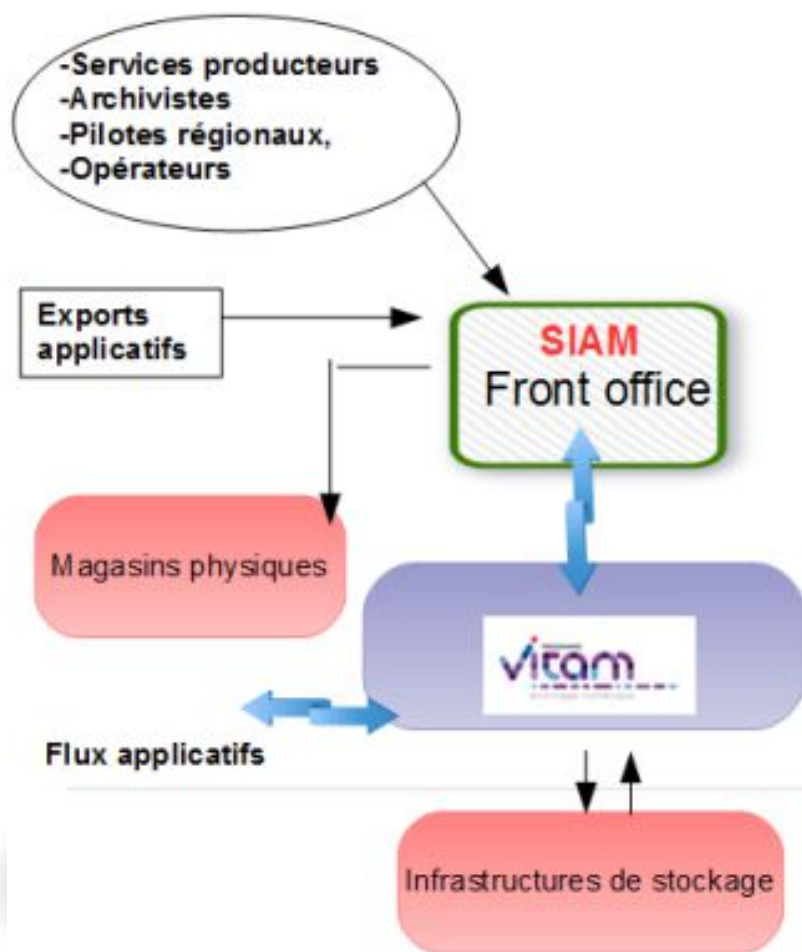 -Services producteurs
-Archivistes
-Pilotes régionaux,
-Opérateurs
Exports
applicatifs
SIAM
Front office
Magasins physiques
vitam
Flux applicatifs
Infrastructures de stockage